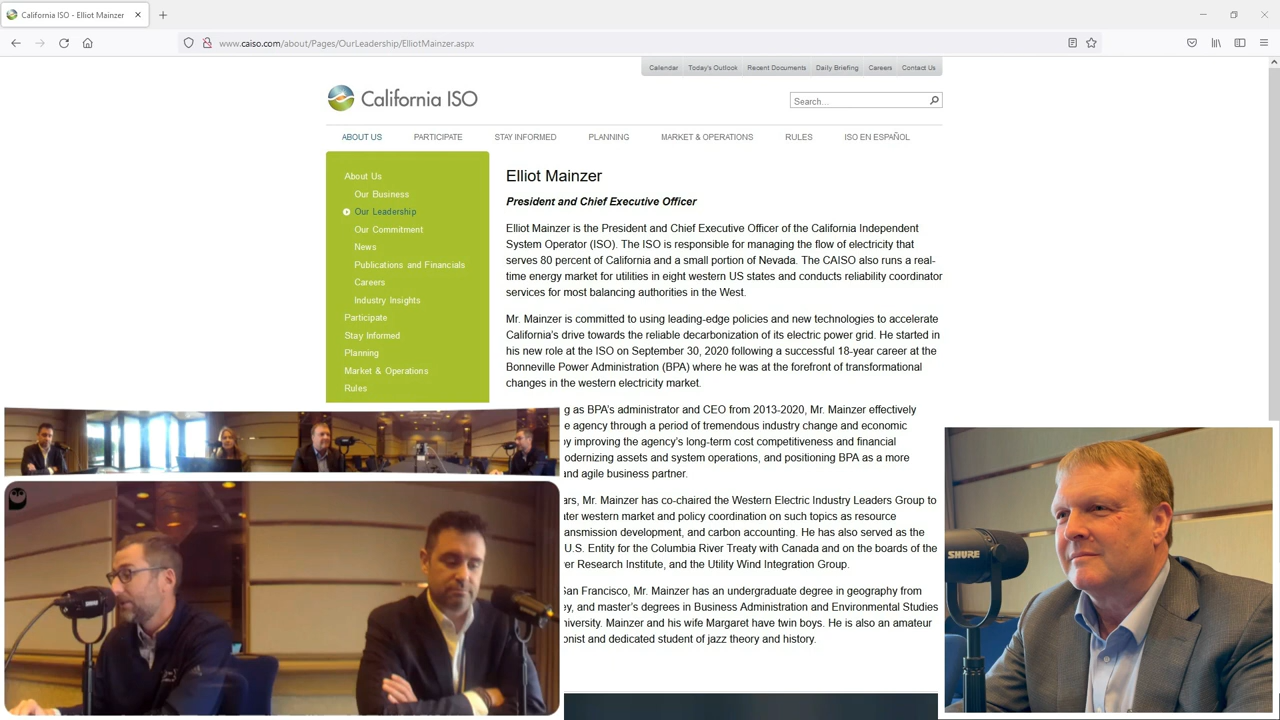 California ISO - Elliot Mainzer
www.caiso.com/about/Pages/OurLeadership/ElliotMainzer.aspx
Calendar Today's Outlook Recent Documents Daily Briefing Careers Contact Us
California ISO
Search...
ABOUT US PARTICIPATE STAY INFORMED PLANNING MARKET & OPERATIONS RULES ISO EN ESPAÑOL
About Us
Our Business
Our Leadership
Our Commitment
News
Publications and Financials
Careers
Industry Insights
Participate
Stay Informed
Planning
Market & Operations
Rules
Elliot Mainzer
President and Chief Executive Officer
Elliot Mainzer is the President and Chief Executive Officer of the California Independent
System Operator (ISO). The ISO is responsible for managing the flow of electricity that
serves 80 percent of California and a small portion of Nevada. The CAISO also runs a real-
time energy market for utilities in eight western US states and conducts reliability coordinator
services for most balancing authorities in the West.
Mr. Mainzer is committed to using leading-edge policies and new technologies to accelerate
California's drive towards the reliable decarbonization of its electric power grid. He started in
his new role at the ISO on September 30, 2020 following a successful 18-year career at the
Bonneville Power Administration (BPA) where he was at the forefront of transformational
changes in the western electricity market.
g as BPA's administrator and CEO from 2013-2020, Mr. Mainzer effectively
e agency through a period of tremendous industry change and economic
by improving the agency's long-term cost competitiveness and financial
odernizing assets and system operations, and positioning BPA as a more
and agile business partner.
ars, Mr. Mainzer has co-chaired the Western Electric Industry Leaders Group to
ater western market and policy coordination on such topics as resource
ansmission development, and carbon accounting. He has also served as the
U.S. Entity for the Columbia River Treaty with Canada and on the boards of the
er Research Institute, and the Utility Wind Integration Group.
San Francisco, Mr. Mainzer has an undergraduate degree in geography from
ey, and master's degrees in Business Administration and Environmental Studies
niversity. Mainzer and his wife Margaret have twin boys. He is also an amateur
onist and dedicated student of jazz theory and history.
SHURE